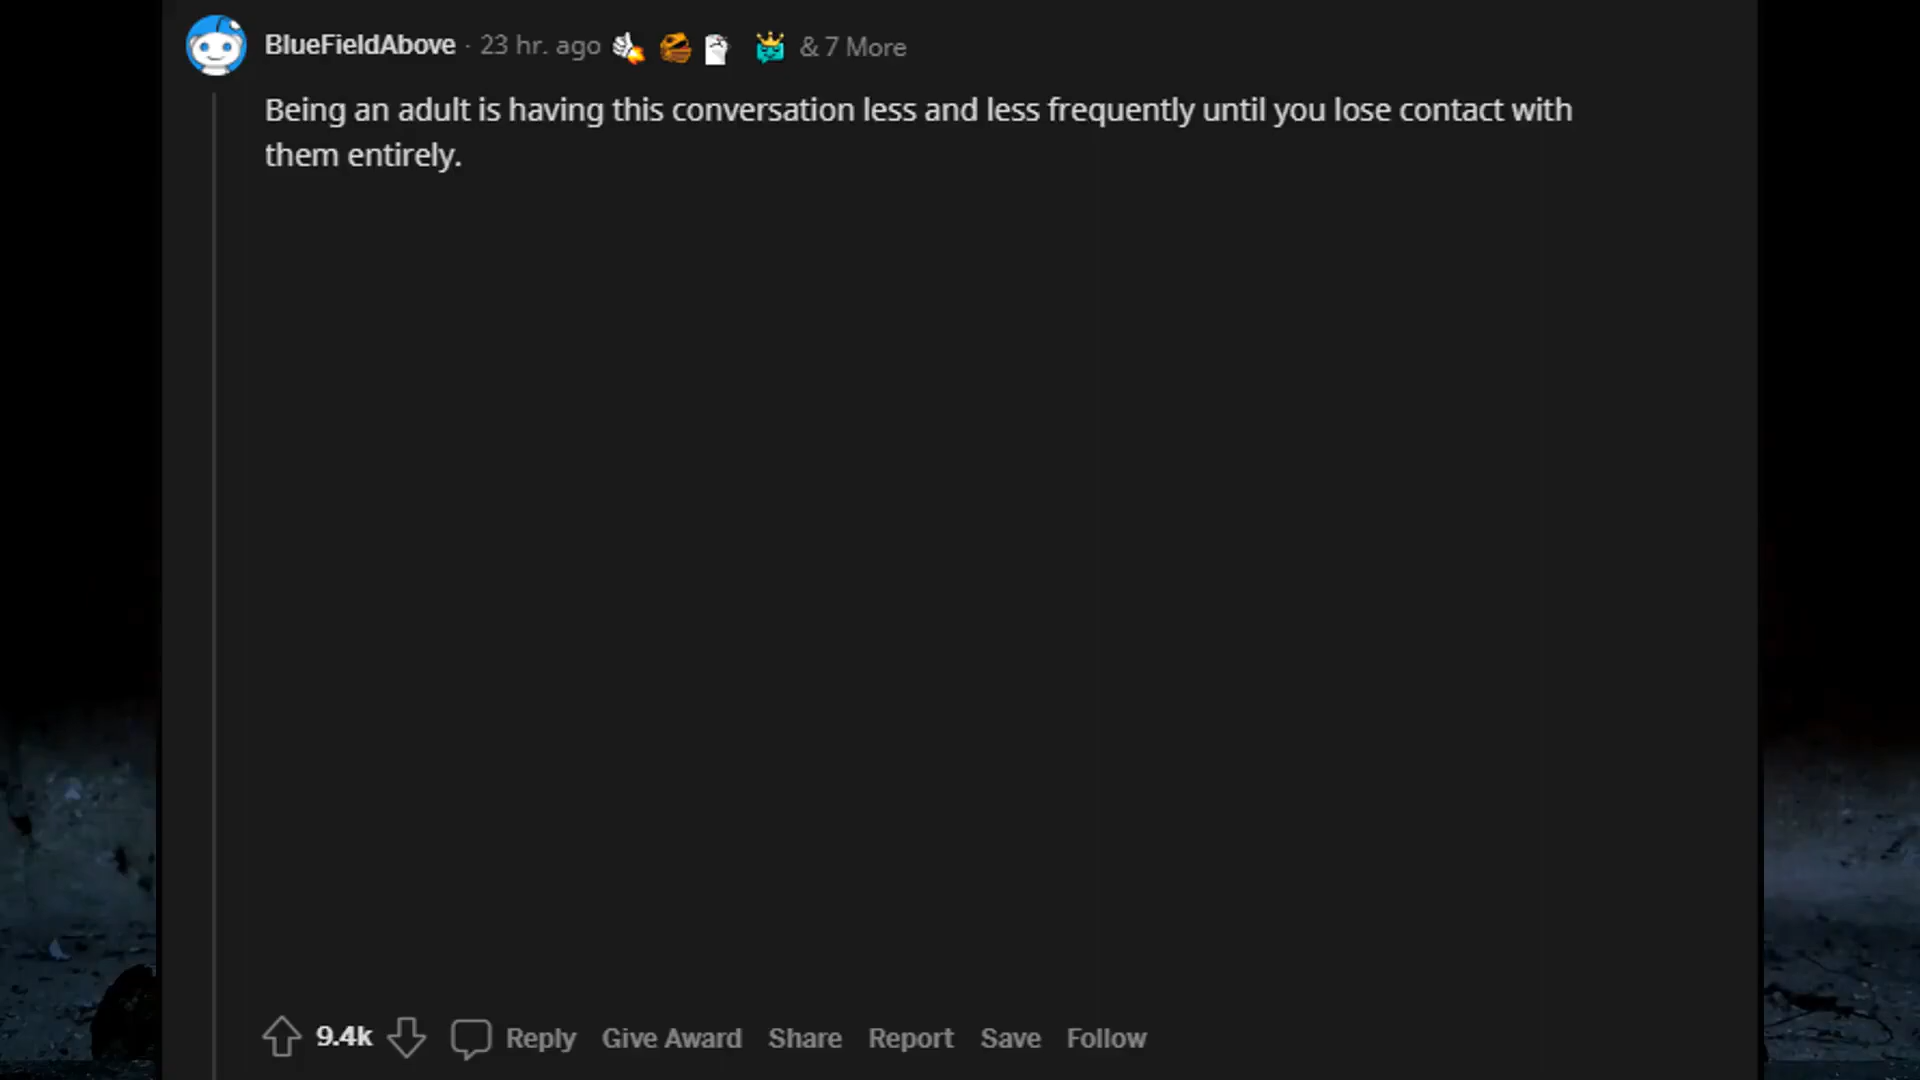 BlueFieldAbove · 23 hr. ago & 7 More
Being an adult is having this conversation less and less frequently until you lose contact with
them entirely.
9.4k Reply Give Award Share Report Save Follow